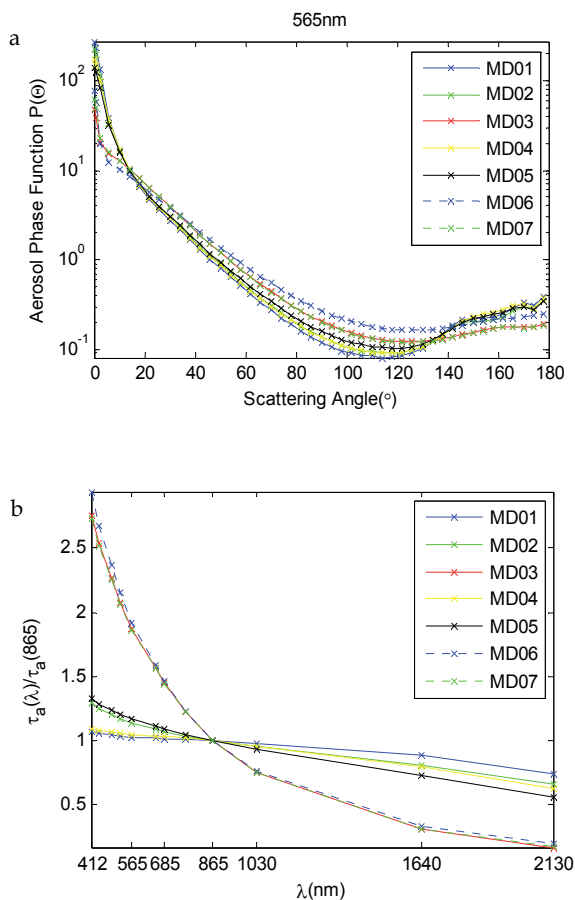 565nm
a
Aerosol Phase Function P(Θ)
10²
10¹
10⁰
10⁻¹
0 20 40 60 80 100 120 140 160 180
Scattering Angle(°)
MD01
MD02
MD03
MD04
MD05
MD06
MD07
b
τa(λ)/τa(865)
2.5
2
1.5
1
0.5
412 565 685 865 1030 1640 2130
λ(nm)
MD01
MD02
MD03
MD04
MD05
MD06
MD07